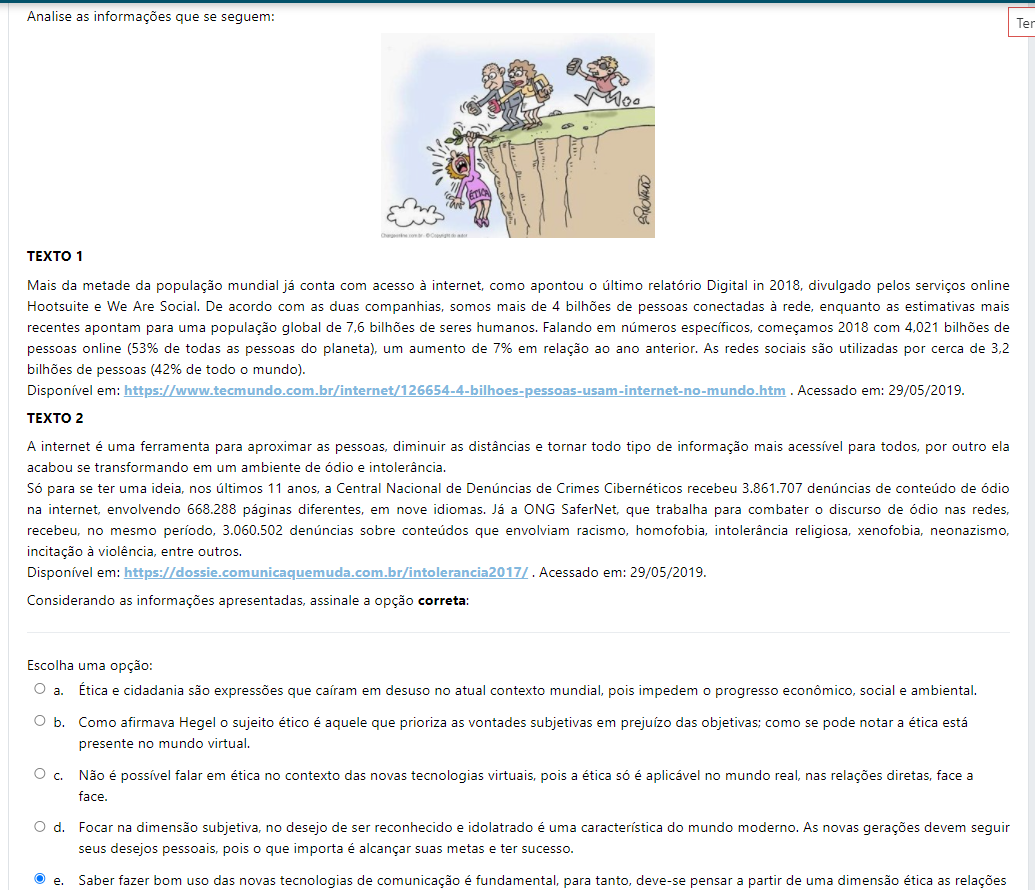 Analise as informações que se seguem:
Ter
ÉTICA
TEXTO 1
Mais da metade da população mundial já conta com acesso à internet, como apontou o último relatório Digital in 2018, divulgado pelos serviços online
Hootsuite e We Are Social. De acordo com as duas companhias, somos mais de 4 bilhões de pessoas conectadas à rede, enquanto as estimativas mais
recentes apontam para uma população global de 7,6 bilhões de seres humanos. Falando em números específicos, começamos 2018 com 4,021 bilhões de
pessoas online (53% de todas as pessoas do planeta), um aumento de 7% em relação ao ano anterior. As redes sociais são utilizadas por cerca de 3,2
bilhões de pessoas (42% de todo o mundo).
Disponível em: https://www.tecmundo.com.br/internet/126654-4-bilhoes-pessoas-usam-internet-no-mundo.htm . Acessado em: 29/05/2019.
TEXTO 2
A internet é uma ferramenta para aproximar as pessoas, diminuir as distâncias e tornar todo tipo de informação mais acessível para todos, por outro ela
acabou se transformando em um ambiente de ódio e intolerância.
Só para se ter uma ideia, nos últimos 11 anos, a Central Nacional de Denúncias de Crimes Cibernéticos recebeu 3.861.707 denúncias de conteúdo de ódio
na internet, envolvendo 668.288 páginas diferentes, em nove idiomas. Já a ONG SaferNet, que trabalha para combater o discurso de ódio nas redes,
recebeu, no mesmo período, 3.060.502 denúncias sobre conteúdos que envolviam racismo, homofobia, intolerância religiosa, xenofobia, neonazismo,
incitação à violência, entre outros.
Disponível em: https://dossie.comunicaquemuda.com.br/intolerancia2017/ . Acessado em: 29/05/2019.
Considerando as informações apresentadas, assinale a opção correta:
Escolha uma opção:
a. Ética e cidadania são expressões que caíram em desuso no atual contexto mundial, pois impedem o progresso econômico, social e ambiental.
b. Como afirmava Hegel o sujeito ético é aquele que prioriza as vontades subjetivas em prejuízo das objetivas; como se pode notar a ética está
presente no mundo virtual.
c. Não é possível falar em ética no contexto das novas tecnologias virtuais, pois a ética só é aplicável no mundo real, nas relações diretas, face a
face.
d. Focar na dimensão subjetiva, no desejo de ser reconhecido e idolatrado é uma característica do mundo moderno. As novas gerações devem seguir
seus desejos pessoais, pois o que importa é alcançar suas metas e ter sucesso.
e. Saber fazer bom uso das novas tecnologias de comunicação é fundamental, para tanto, deve-se pensar a partir de uma dimensão ética as relações